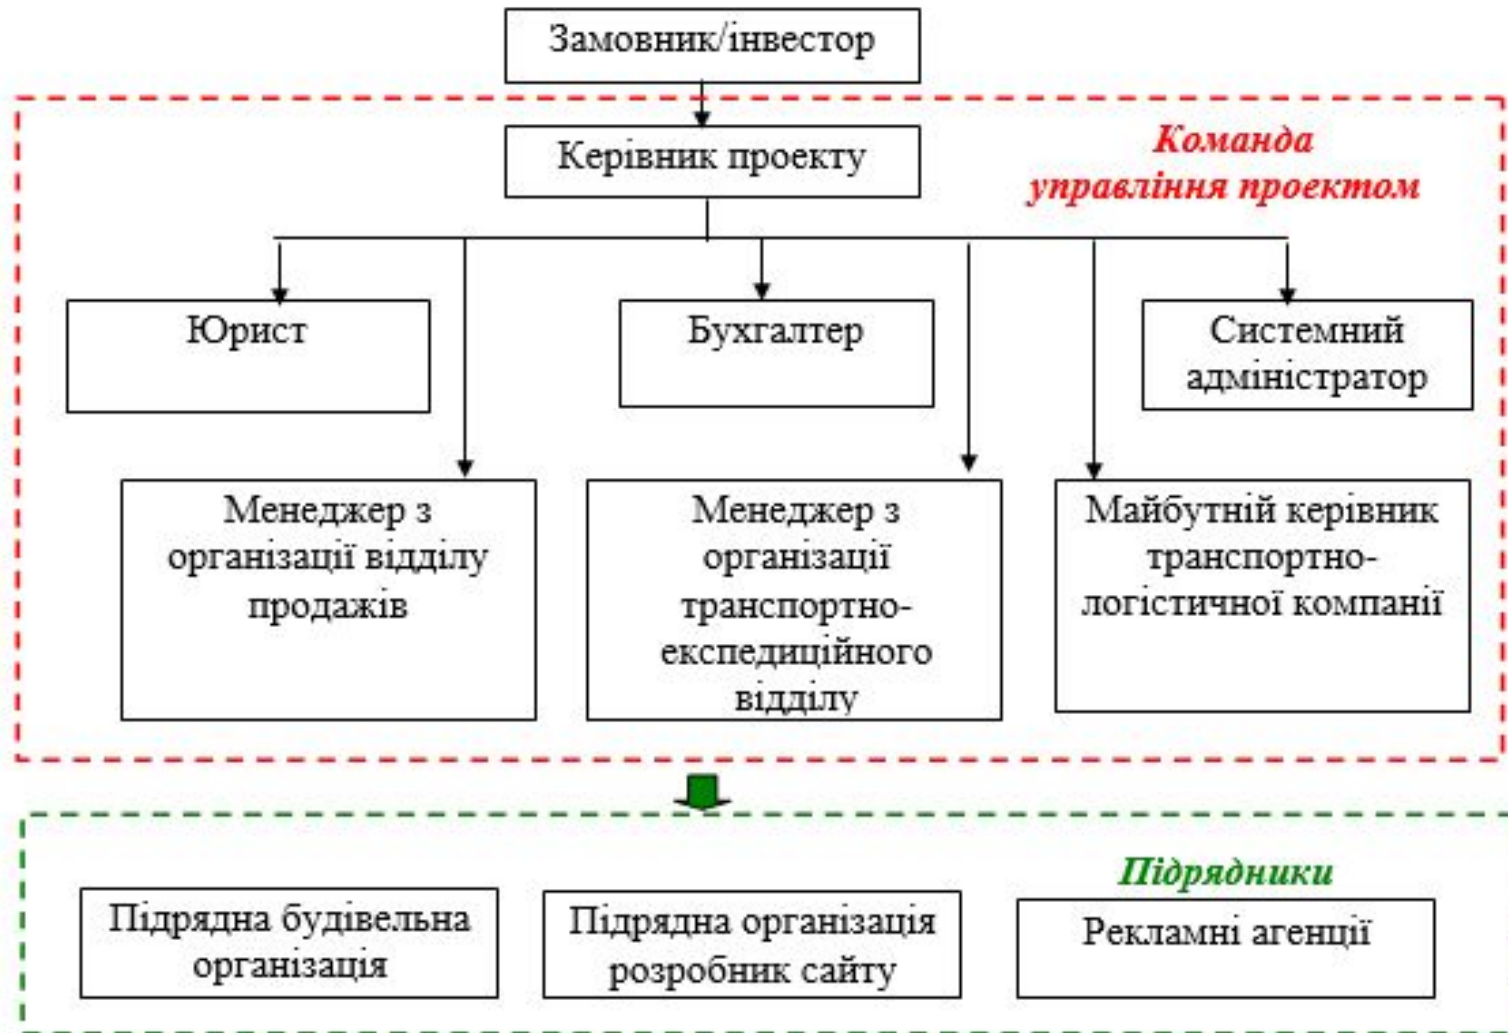 Замовник/інвестор
Керівник проекту
Команда
управління проектом
Юрист
Бухгалтер
Системний
адміністратор
Менеджер з
організації відділу
продажів
Менеджер з
організації
транспортно-
експедиційного
відділу
Майбутній керівник
транспортно-
логістичної компанії
Підрядники
Підрядна будівельна
організація
Підрядна організація
розробник сайту
Рекламні агенції